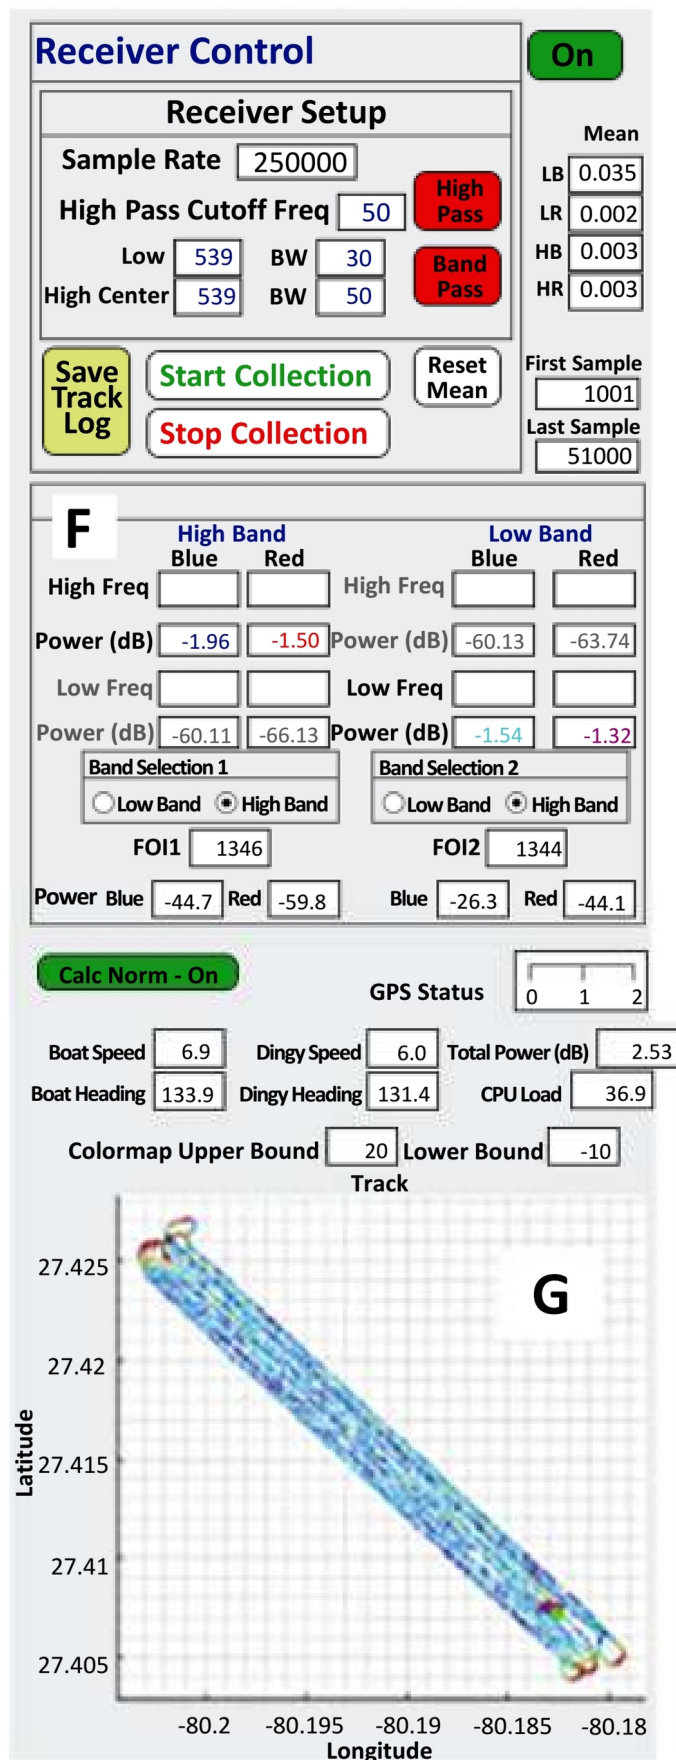 Receiver Control
On
Receiver Setup
Mean
Sample Rate 250000
High Pass
LB 0.035
High Pass Cutoff Freq 50
LR 0.002
Low 539 BW 30
Band Pass
HB 0.003
High Center 539 BW 50
HR 0.003
Save Track Log
Start Collection
Reset Mean
First Sample
1001
Stop Collection
Last Sample
51000
F
High Band Low Band
Blue Red Blue Red
High Freq High Freq
Power (dB) -1.96 -1.50 Power (dB) -60.13 -63.74
Low Freq Low Freq
Power (dB) -60.11 -66.13 Power (dB) -1.54 -1.32
Band Selection 1 Band Selection 2
Low Band High Band Low Band High Band
FOI1 1346 FOI2 1344
Power Blue -44.7 Red -59.8 Blue -26.3 Red -44.1
Calc Norm - On
GPS Status 0 1 2
Boat Speed 6.9 Dingy Speed 6.0 Total Power (dB) 2.53
Boat Heading 133.9 Dingy Heading 131.4 CPU Load 36.9
Colormap Upper Bound 20 Lower Bound -10
Track
G
27.425
27.42
27.415
27.41
27.405
Latitude
-80.2 -80.195 -80.19 -80.185 -80.18
Longitude